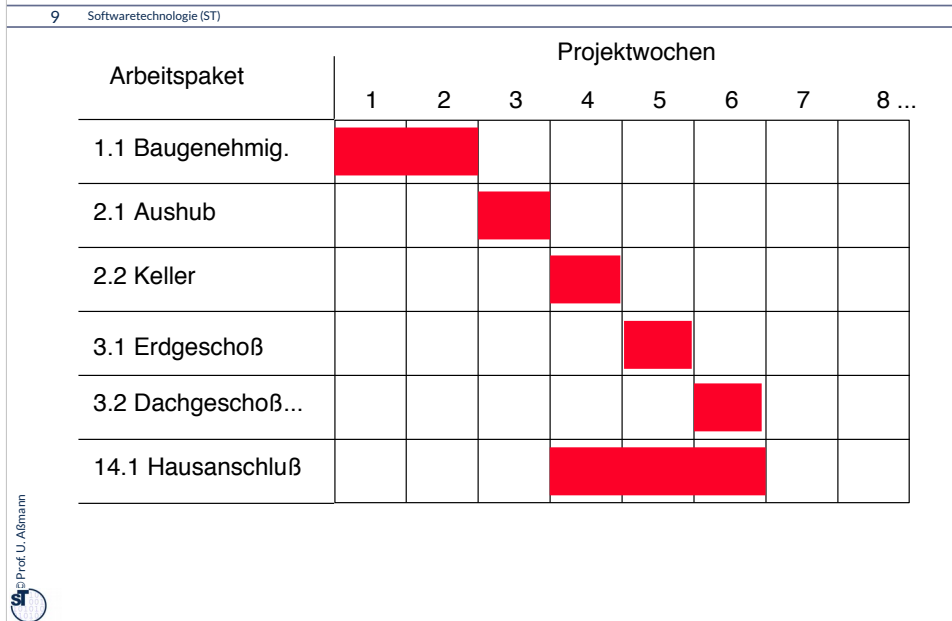 9 Softwaretechnologie (ST)
Projektwochen
Arbeitspaket
1 2 3 4 5 6 7 8 ...
1.1 Baugenehmig.
2.1 Aushub
2.2 Keller
3.1 Erdgeschoß
3.2 Dachgeschoß...
14.1 Hausanschluß
© Prof. U. Aßmann
ST